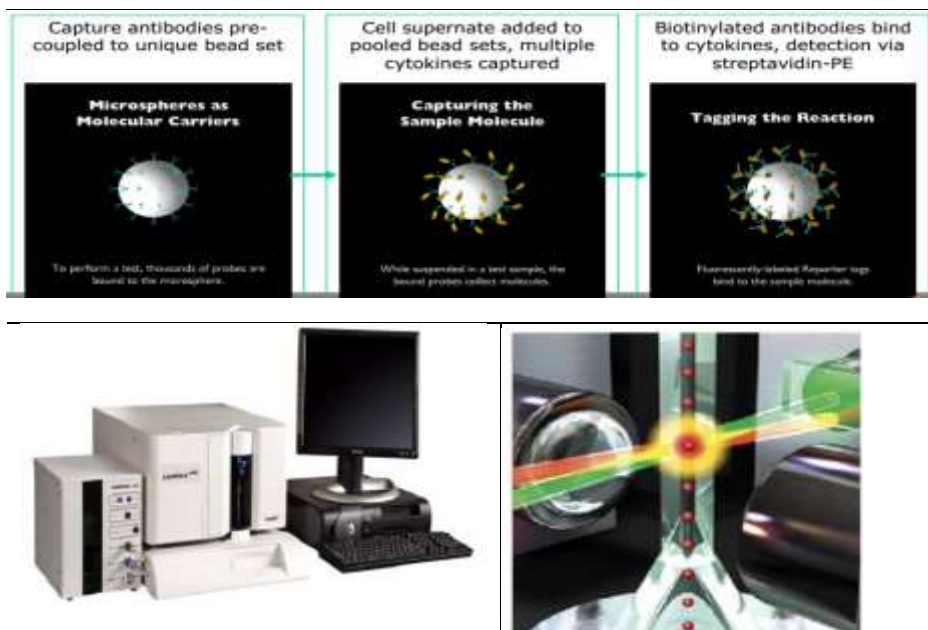 Capture antibodies pre-
coupled to unique bead set
Cell supernate added to
pooled bead sets, multiple
cytokines captured
Biotinylated antibodies bind
to cytokines, detection via
streptavidin-PE
Microspheres as
Molecular Carriers
Capturing the
Sample Molecule
Tagging the Reaction
To perform a test, thousands of probes are
bound to the microsphere.
While suspended in a test sample, the
bound probes collect molecules.
Fluorescently-labeled Reporter tags
bind to the sample molecule.